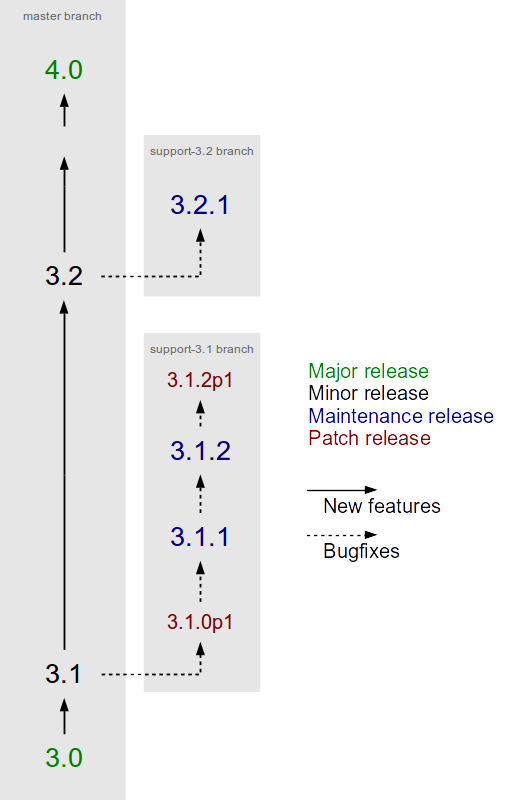 master branch
4.0
3.2
3.1
3.0
support-3.2 branch
3.2.1
support-3.1 branch
3.1.2p1
3.1.2
3.1.1
3.1.0p1
Major release
Minor release
Maintenance release
Patch release
New features
Bugfixes